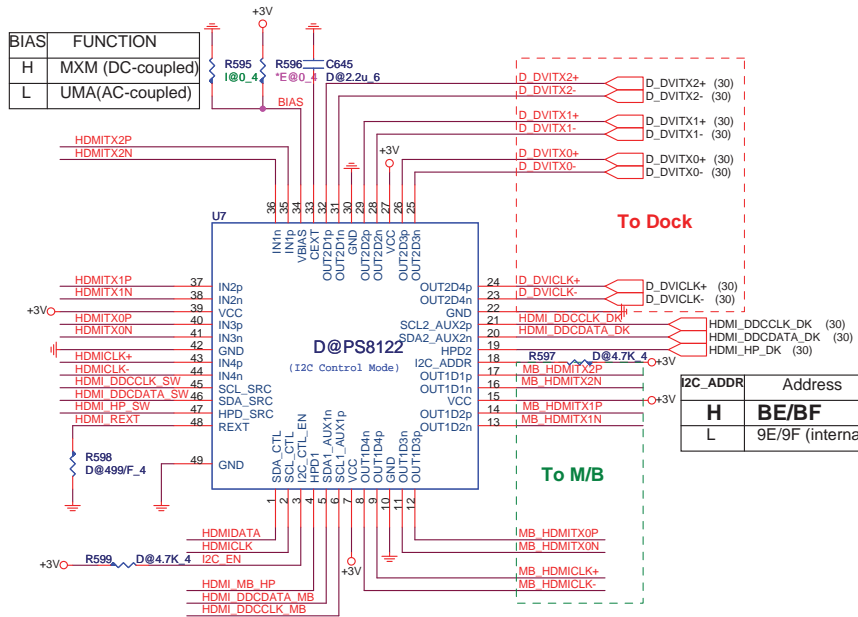 +3V
BIAS FUNCTION
H MXM (DC-coupled)
L UMA(AC-coupled)
R595
I@0_4
R596
*E@0_4
C645
D@2.2u_6
BIAS
D_DVITX2+ D_DVITX2+ (30)
D_DVITX2- D_DVITX2- (30)
D_DVITX1+ D_DVITX1+ (30)
D_DVITX1- D_DVITX1- (30)
D_DVITX0+ D_DVITX0+ (30)
D_DVITX0- D_DVITX0- (30)
+3V
HDMITX2P
HDMITX2N
To Dock
U7
36 35 34 33 32 31 30 29 28 27 26 25
IN1n IN1p VBIAS CEXT OUT2D1p OUT2D1n GND OUT2D2p OUT2D2n VCC OUT2D3p OUT2D3n
HDMITX1P 37 IN2p
HDMITX1N 38 IN2n
+3V 39 VCC
HDMITX0P 40 IN3p
HDMITX0N 41 IN3n
42 GND
HDMICLK+ 43 IN4p
HDMICLK- 44 IN4n
HDMI_DDCCLK_SW 45 SCL_SRC
HDMI_DDCDATA_SW 46 SDA_SRC
HDMI_HP_SW 47 HPD_SRC
HDMI_REXT 48 REXT
49 GND
D@PS8122
(I2C Control Mode)
OUT2D4p 24 D_DVICLK+ D_DVICLK+ (30)
OUT2D4n 23 D_DVICLK- D_DVICLK- (30)
GND 22
SCL2_AUX2p 21 HDMI_DDCCLK_DK HDMI_DDCCLK_DK (30)
SDA2_AUX2n 20 HDMI_DDCDATA_DK HDMI_DDCDATA_DK (30)
HPD2 19 HDMI_HP_DK (30)
I2C_ADDR 18 R597 D@4.7K_4 +3V
OUT1D1p 17 MB_HDMITX2P
OUT1D1n 16 MB_HDMITX2N
VCC 15 +3V
OUT1D2p 14 MB_HDMITX1P
OUT1D2n 13 MB_HDMITX1N
I2C_ADDR Address
H BE/BF
L 9E/9F (interna
R598
D@499/F_4
To M/B
SDA_CTL SCL_CTL I2C_CTL_EN HPD1 SDA1_AUX1n SCL1_AUX1p VCC OUT1D4n OUT1D4p GND OUT1D3n OUT1D3p
1 2 3 4 5 6 7 8 9 10 11 12
HDMIDATA
HDMICLK
+3V R599 D@4.7K_4 I2C_EN
+3V
HDMI_MB_HP
HDMI_DDCDATA_MB
HDMI_DDCCLK_MB
MB_HDMITX0P
MB_HDMITX0N
MB_HDMICLK+
MB_HDMICLK-